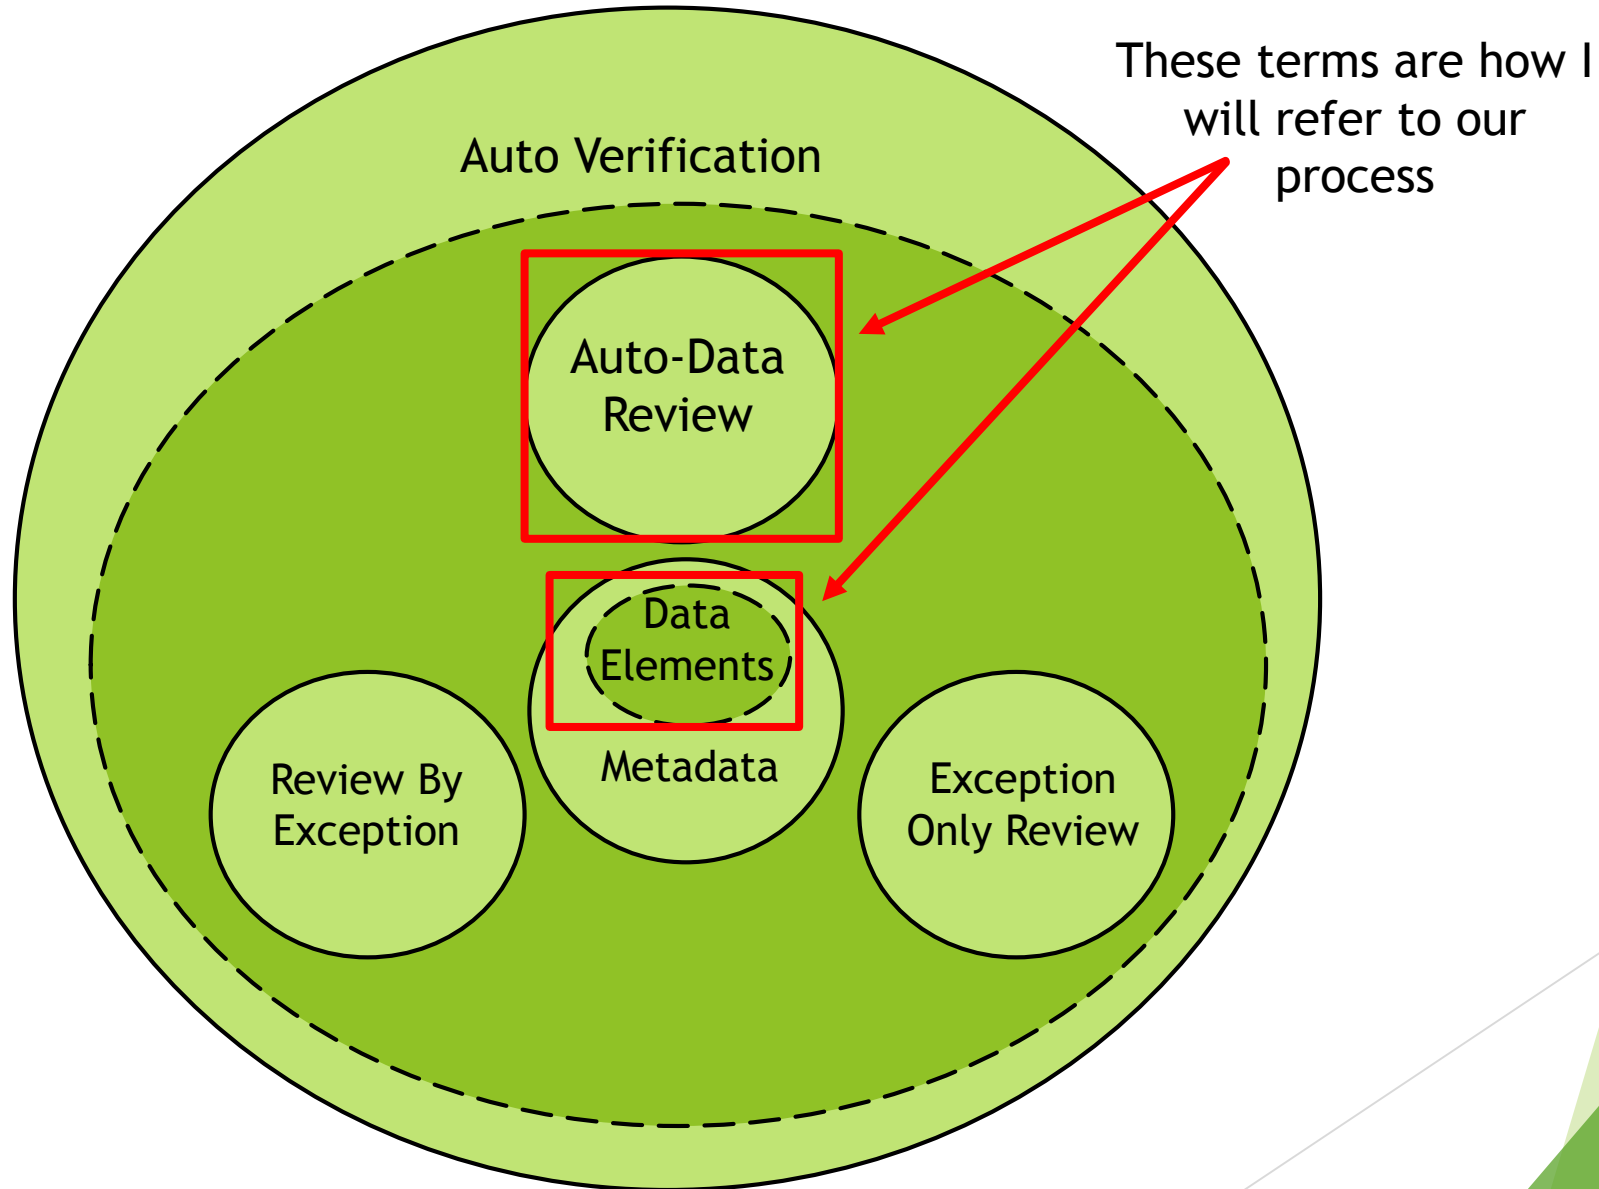 These terms are how I
will refer to our
process
Auto Verification
Auto-Data
Review
Data
Elements
Metadata
Review By
Exception
Exception
Only Review